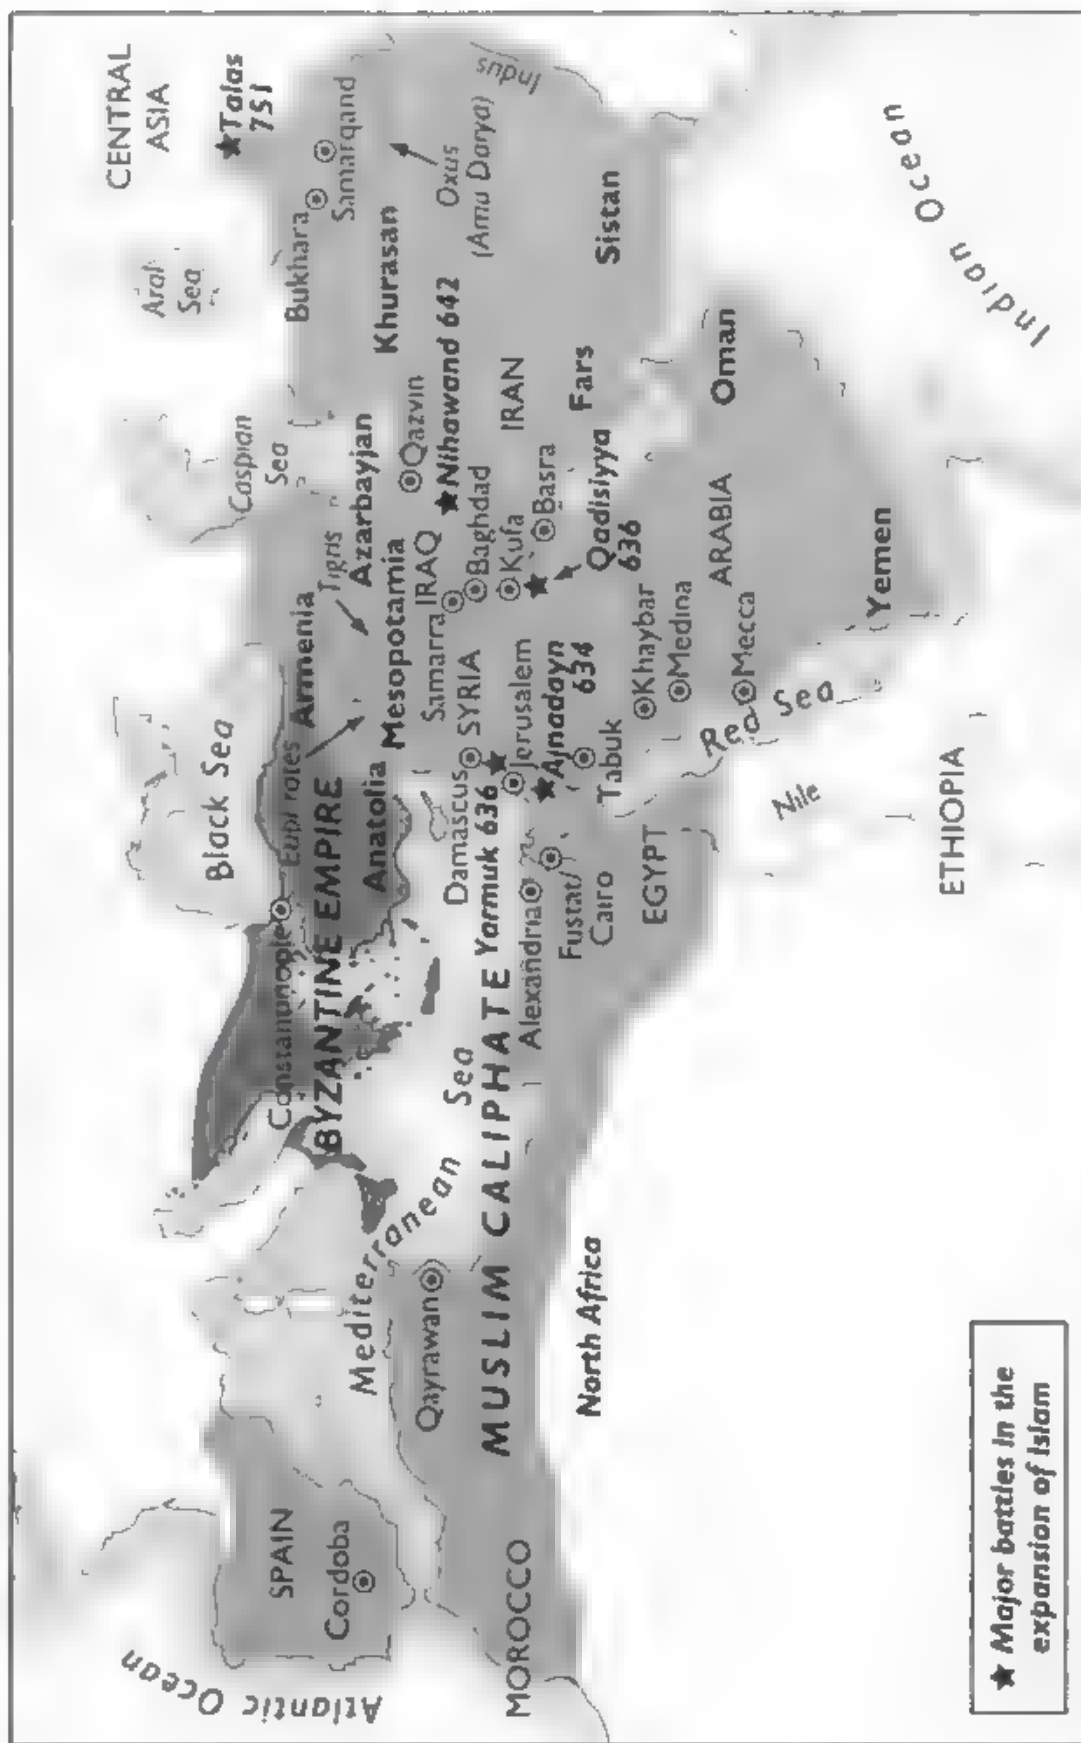 CENTRAL
ASIA
Talas
751
Aral
Sea
Bukhara
Samarqand
Indus
Oxus
(Amu Darya)
Khurasan
Sistan
Indian Ocean
Caspian
Sea
Azarbayjan
Qazvin
Nihawand 642
IRAN
Fars
Oman
Black Sea
Armenia
Tigris
Mesopotamia
IRAQ
Samarra
Baghdad
Kufa
Basra
Qadisiyya
636
ARABIA
Yemen
SYRIA
Damascus
Yarmuk 636
Jerusalem
Ajnadayn
634
Tabuk
Khaybar
Medina
Mecca
Red Sea
Constantinople
BYZANTINE EMPIRE
Anatolia
Alexandria
Fustat/
Cairo
EGYPT
Nile
ETHIOPIA
Mediterranean Sea
MUSLIM CALIPHATE
Qayrawan
North Africa
SPAIN
Cordoba
MOROCCO
Atlantic Ocean
★ Major battles in the
expansion of Islam